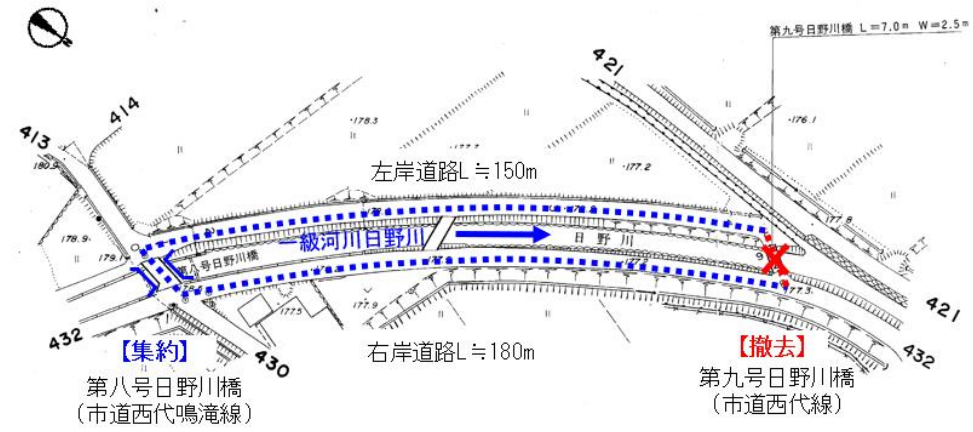 第九号日野川橋 L=7.0m W=2.5m
421
414
413
・178.3
・176.1
180.9
177.2
左岸道路L≒150m
177.8
178.9
179.1
一級河川日野川
日野川
第八号日野川橋
177.5
177.9
432
430
421
432
【集約】
右岸道路L≒180m
【撤去】
第八号日野川橋
第九号日野川橋
(市道西代鳴滝線)
(市道西代線)